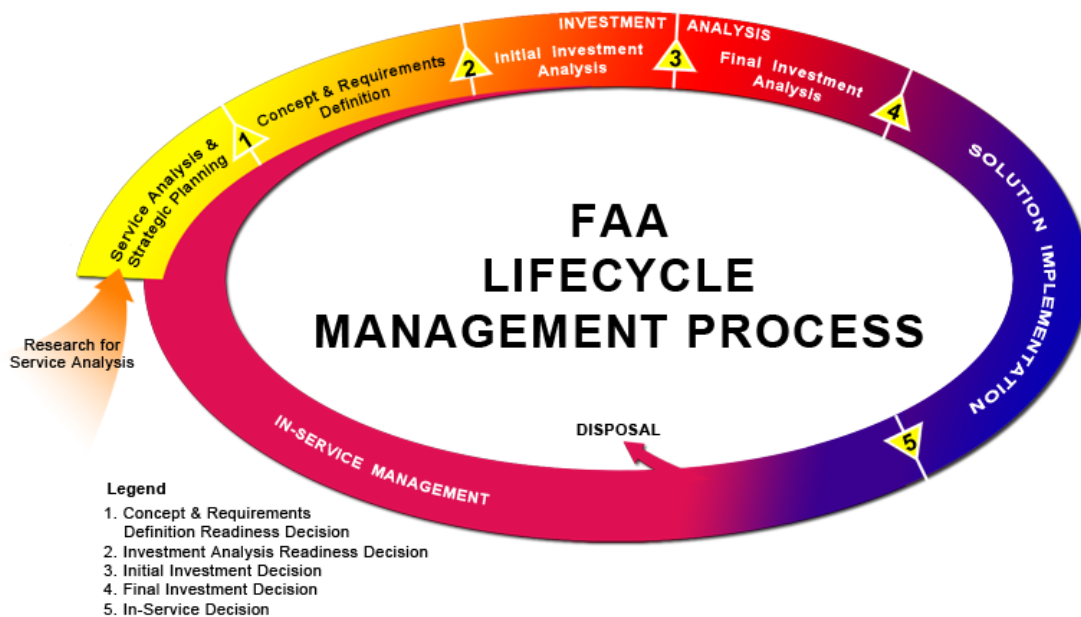 INVESTMENT ANALYSIS
Initial Investment
Analysis
Final Investment
Analysis
Concept & Requirements
Definition
Service Analysis &
Strategic Planning
1
2
3
4
SOLUTION IMPLEMENTATION
5
FAA
LIFECYCLE
MANAGEMENT PROCESS
Research for
Service Analysis
DISPOSAL
IN-SERVICE MANAGEMENT
Legend
1. Concept & Requirements
Definition Readiness Decision
2. Investment Analysis Readiness Decision
3. Initial Investment Decision
4. Final Investment Decision
5. In-Service Decision